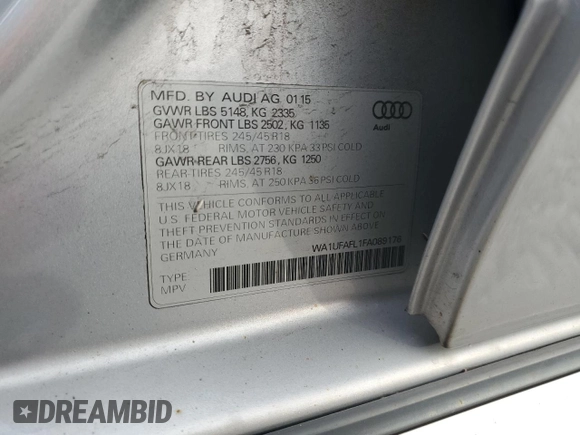 MFD. BY AUDI AG 01 15
GVWR LBS 5148, KG 2335
GAWR FRONT LBS 2502, KG 1135
FRONT-TIRES 245/45 R18
8JX18 RIMS, AT 230 KPA 33 PSI COLD
GAWR-REAR LBS 2756, KG 1250
REAR-TIRES 245/45 R18
8JX18 RIMS, AT 250 KPA 36 PSI COLD
Audi
THIS VEHICLE CONFORMS TO ALL APPLICABLE
U.S. FEDERAL MOTOR VEHICLE SAFETY AND
THEFT PREVENTION STANDARDS IN EFFECT ON
THE DATE OF MANUFACTURE SHOWN ABOVE.
GERMANY
WA1UFAFL1FA089176
TYPE:
MPV
DREAMBID